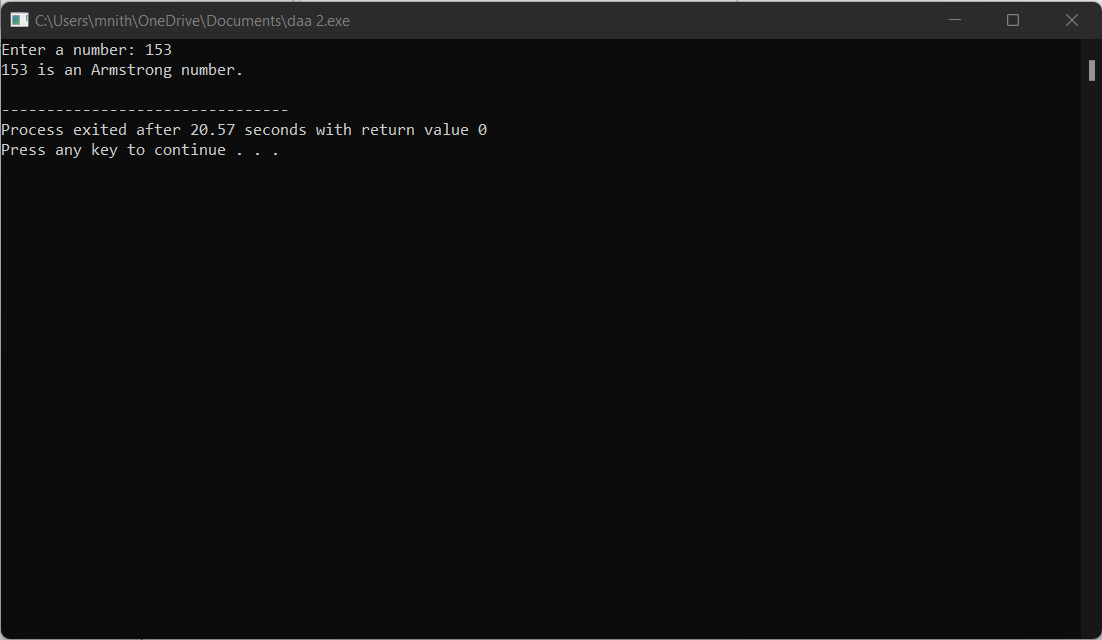 C:\Users\mnith\OneDrive\Documents\daa 2.exe
Enter a number: 153
153 is an Armstrong number.
--------------------------------
Process exited after 20.57 seconds with return value 0
Press any key to continue . . .